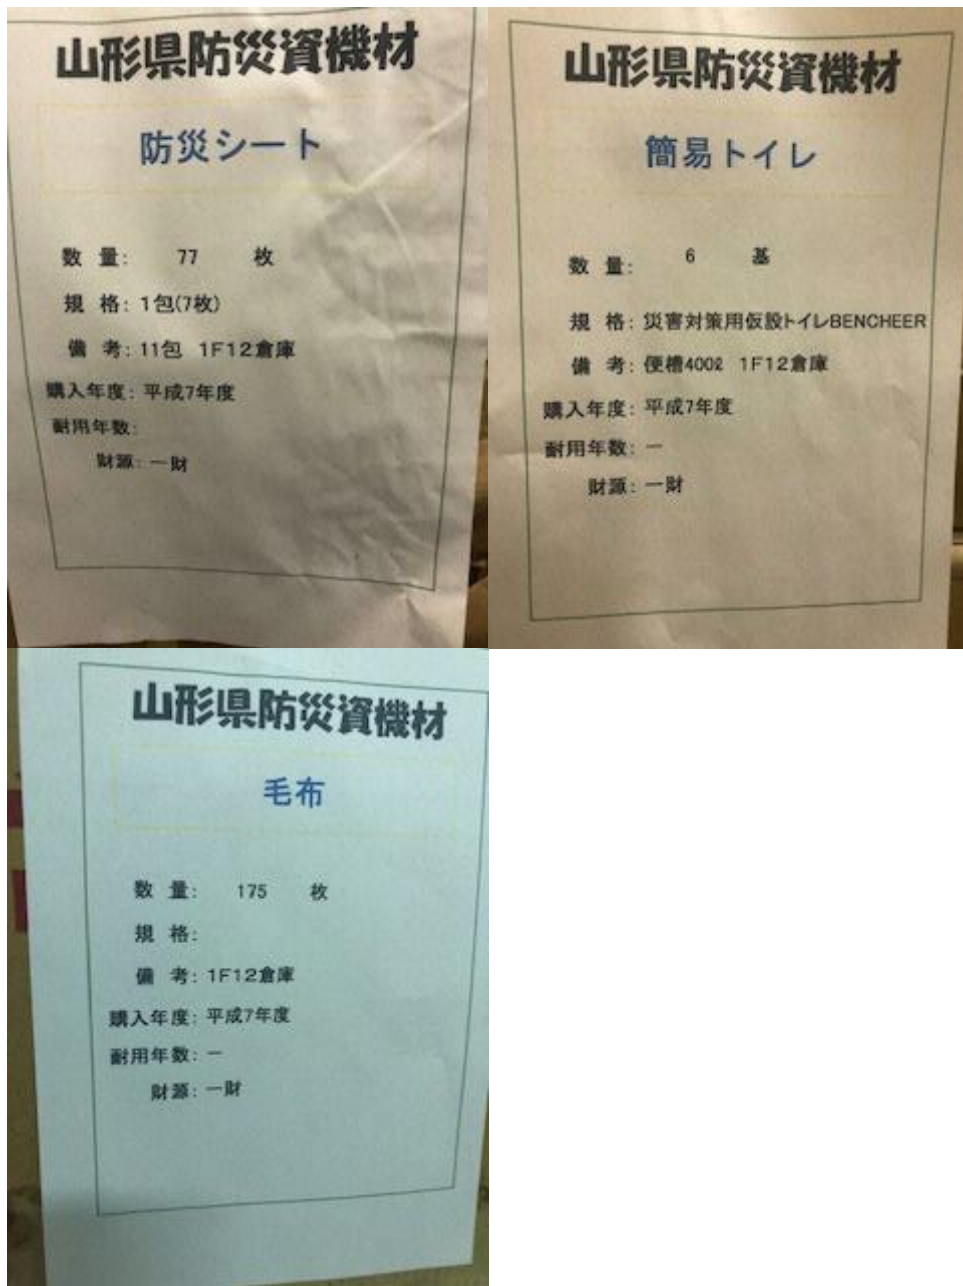 山形県防災資機材
防災シート
数 量: 77 枚
規 格: 1包(7枚)
備 考: 11包 1F12倉庫
購入年度: 平成7年度
耐用年数:
財源: 一財
山形県防災資機材
簡易トイレ
数 量: 6 基
規 格: 災害対策用仮設トイレBENCHEER
備 考: 便槽400ℓ 1F12倉庫
購入年度: 平成7年度
耐用年数: ー
財源: 一財
山形県防災資機材
毛布
数 量: 175 枚
規 格:
備 考: 1F12倉庫
購入年度: 平成7年度
耐用年数: ー
財源: 一財